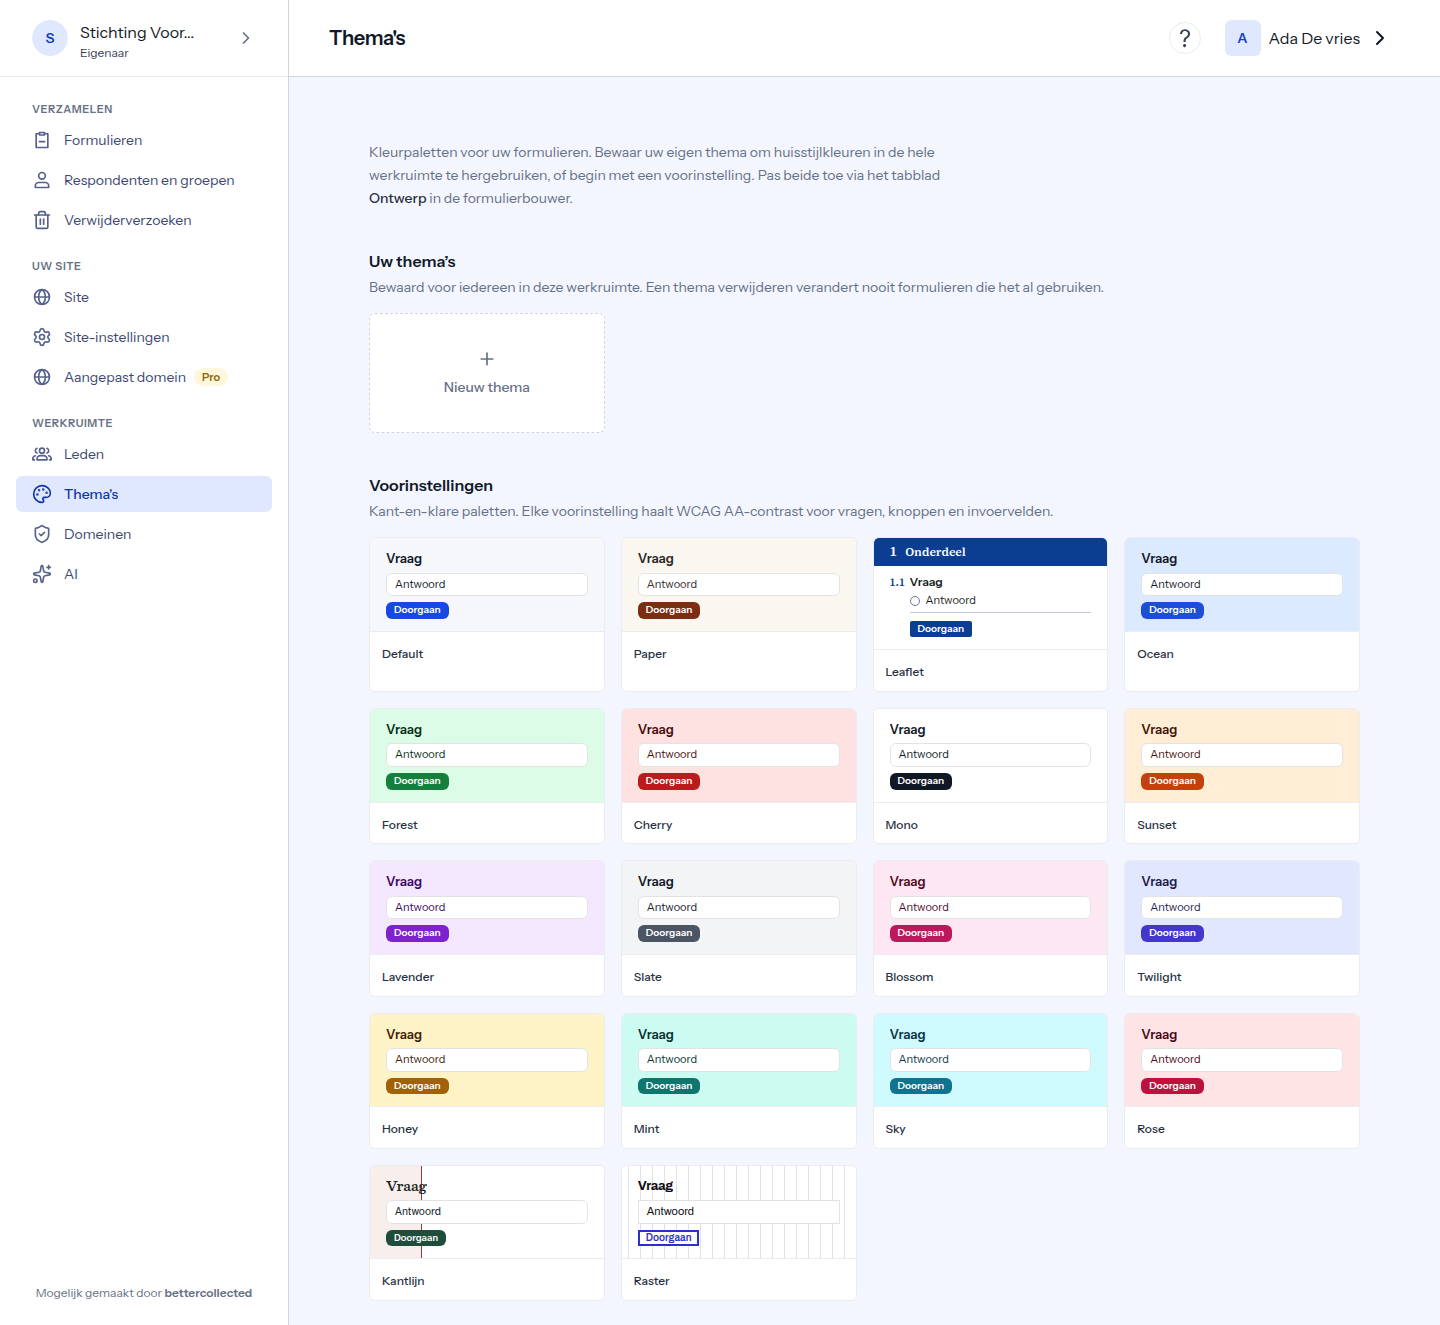 S
Stichting Voor...
Eigenaar
Thema's
?
A
Ada De vries
VERZAMELEN
Formulieren
Respondenten en groepen
Verwijderverzoeken
UW SITE
Site
Site-instellingen
Aangepast domein Pro
WERKRUIMTE
Leden
Thema's
Domeinen
AI
Mogelijk gemaakt door bettercollected
Kleurpaletten voor uw formulieren. Bewaar uw eigen thema om huisstijlkleuren in de hele
werkruimte te hergebruiken, of begin met een voorinstelling. Pas beide toe via het tabblad
Ontwerp in de formulierbouwer.
Uw thema's
Bewaard voor iedereen in deze werkruimte. Een thema verwijderen verandert nooit formulieren die het al gebruiken.
Nieuw thema
Voorinstellingen
Kant-en-klare paletten. Elke voorinstelling haalt WCAG AA-contrast voor vragen, knoppen en invoervelden.
Vraag
Antwoord
Doorgaan
Default
Vraag
Antwoord
Doorgaan
Paper
1 Onderdeel
1.1 Vraag
Antwoord
Doorgaan
Leaflet
Vraag
Antwoord
Doorgaan
Ocean
Vraag
Antwoord
Doorgaan
Forest
Vraag
Antwoord
Doorgaan
Cherry
Vraag
Antwoord
Doorgaan
Mono
Vraag
Antwoord
Doorgaan
Sunset
Vraag
Antwoord
Doorgaan
Lavender
Vraag
Antwoord
Doorgaan
Slate
Vraag
Antwoord
Doorgaan
Blossom
Vraag
Antwoord
Doorgaan
Twilight
Vraag
Antwoord
Doorgaan
Honey
Vraag
Antwoord
Doorgaan
Mint
Vraag
Antwoord
Doorgaan
Sky
Vraag
Antwoord
Doorgaan
Rose
Vraag
Antwoord
Doorgaan
Kantlijn
Vraag
Antwoord
Doorgaan
Raster